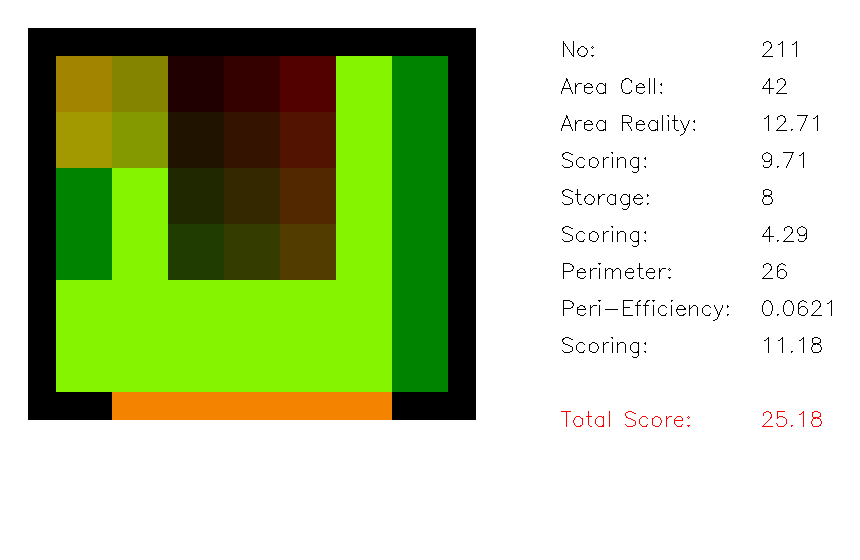 No: 211
Area Cell: 42
Area Reality: 12.71
Scoring: 9.71
Storage: 8
Scoring: 4.29
Perimeter: 26
Peri-Efficiency: 0.0621
Scoring: 11.18
Total Score: 25.18